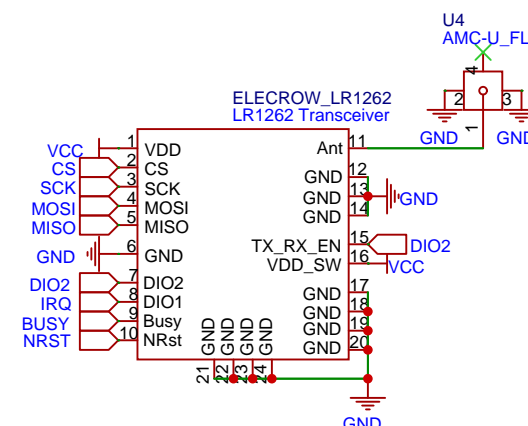 U4
AMC-U_FL
4
2
3
1
GND
GND
ELECROW_LR1262
LR1262 Transceiver
VCC 1 VDD
CS 2 CS
SCK 3 SCK
MOSI 4 MOSI
MISO 5 MISO
GND 6 GND
DIO2 7 DIO2
IRQ 8 DIO1
BUSY 9 Busy
NRST 10 NRst
Ant 11
GND 12
GND 13 GND
GND 14
TX_RX_EN 15 DIO2
VDD_SW 16 VCC
GND 17
GND 18
GND 19
GND 20
GND GND GND GND
21 22 23 24
GND